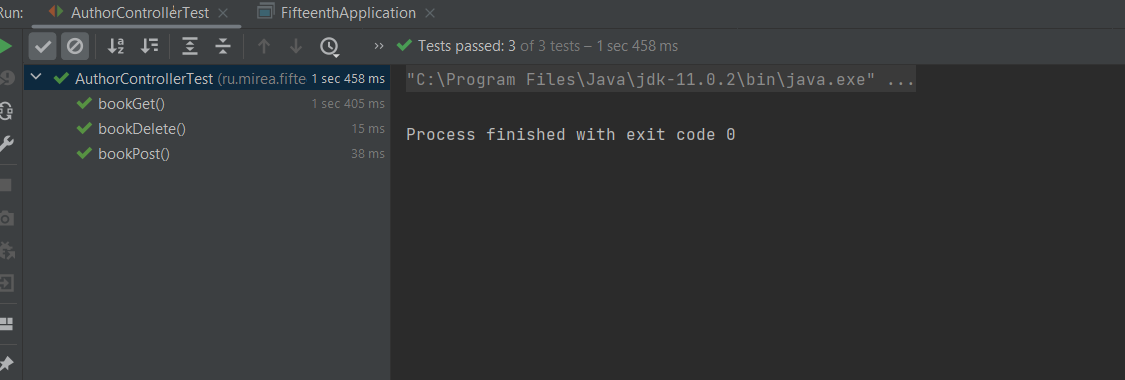 Run: AuthorControllerTest FifteenthApplication
Tests passed: 3 of 3 tests – 1 sec 458 ms
AuthorControllerTest (ru.mirea.fifte 1 sec 458 ms
bookGet() 1 sec 405 ms
bookDelete() 15 ms
bookPost() 38 ms
"C:\Program Files\Java\jdk-11.0.2\bin\java.exe" ...
Process finished with exit code 0